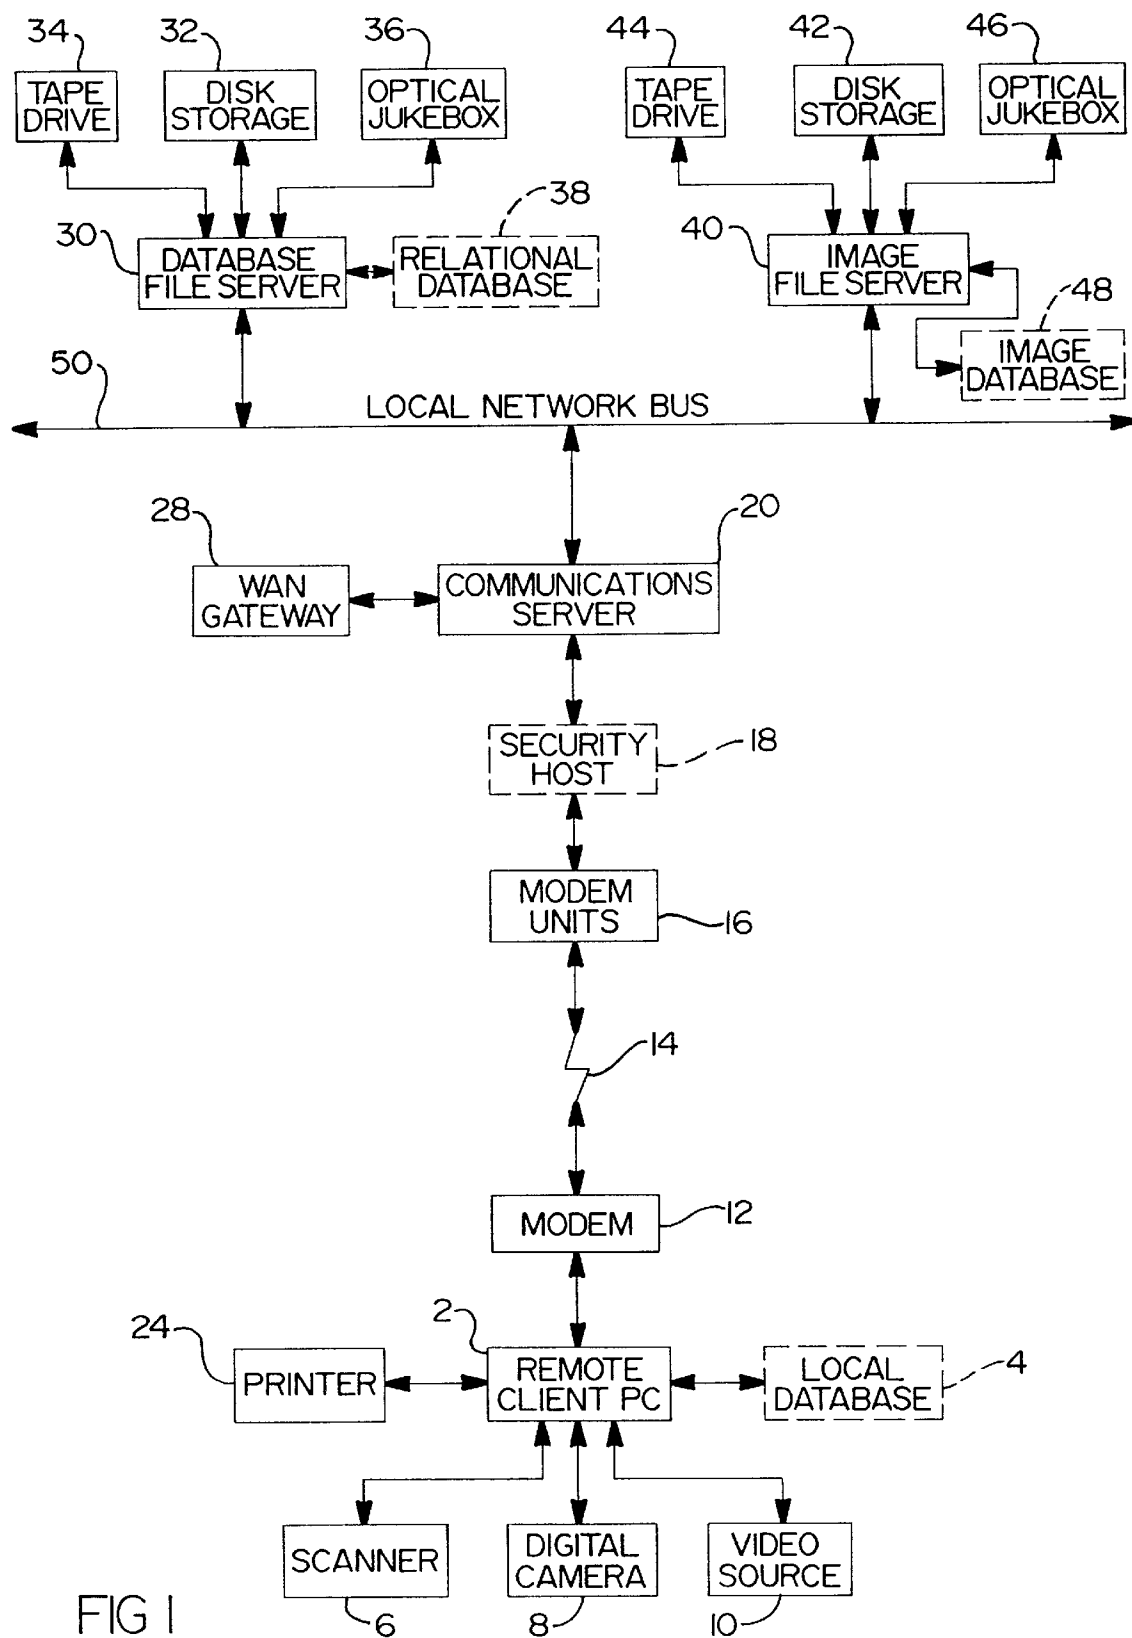 34 32 36 44 42 46
TAPE DRIVE
DISK STORAGE
OPTICAL JUKEBOX
TAPE DRIVE
DISK STORAGE
OPTICAL JUKEBOX
38
30
DATABASE FILE SERVER
RELATIONAL DATABASE
40
IMAGE FILE SERVER
48
IMAGE DATABASE
50
LOCAL NETWORK BUS
28
WAN GATEWAY
20
COMMUNICATIONS SERVER
SECURITY HOST
18
MODEM UNITS
16
14
MODEM
12
2
24
PRINTER
REMOTE CLIENT PC
LOCAL DATABASE
4
SCANNER
DIGITAL CAMERA
VIDEO SOURCE
6 8 10
FIG 1